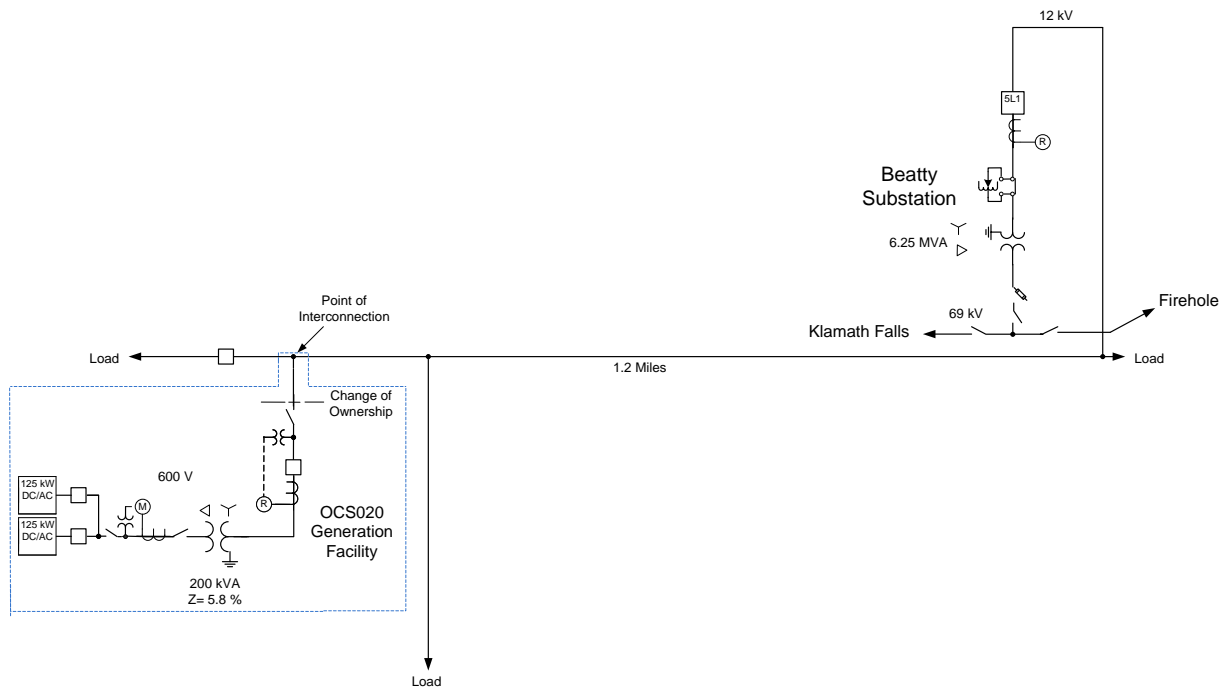 12 kV
5L1
R
Beatty
Substation
6.25 MVA
69 kV
Firehole
Klamath Falls
Point of
Interconnection
Load
1.2 Miles
Load
Change of
Ownership
600 V
125 kW
DC/AC
M
R
125 kW
DC/AC
OCS020
Generation
Facility
200 kVA
Z= 5.8 %
Load